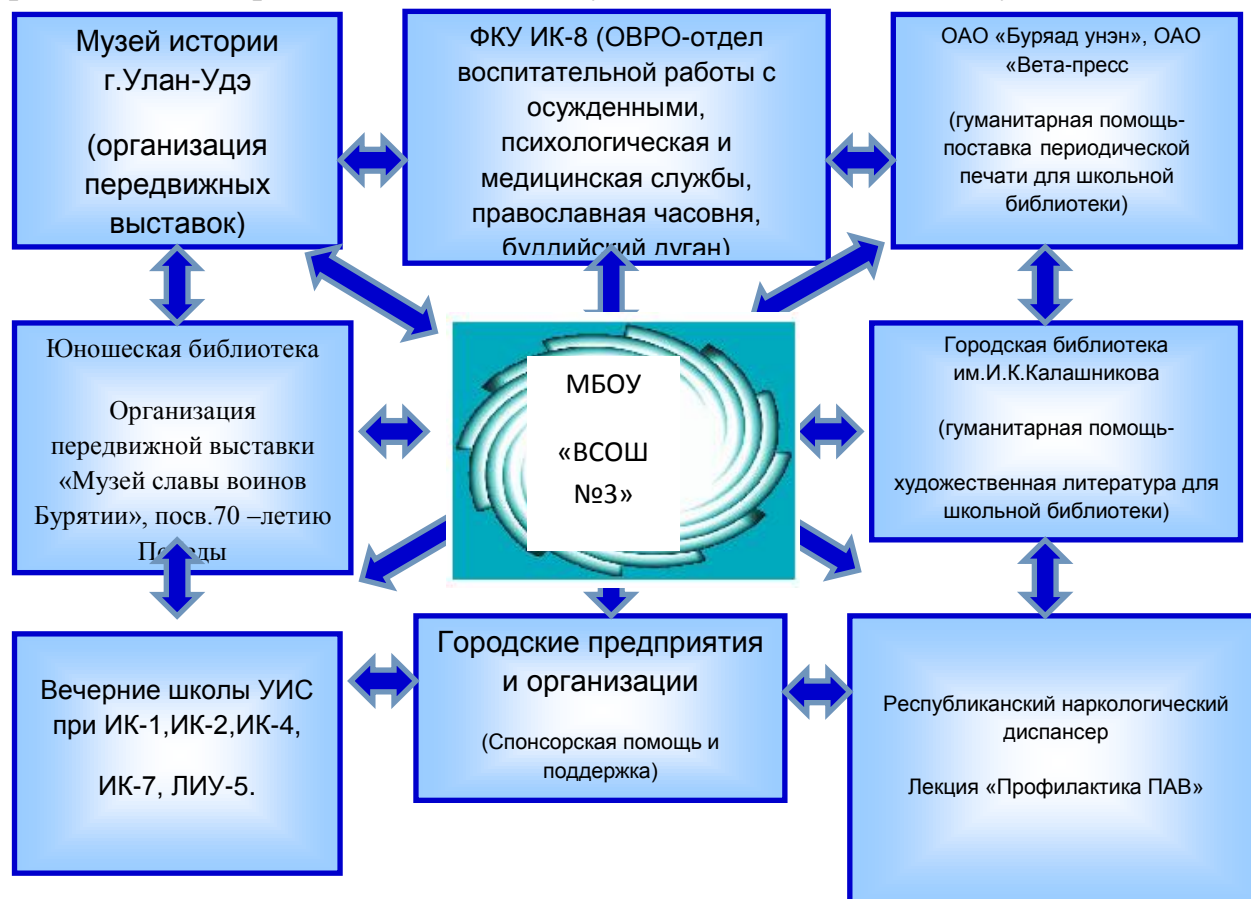 Музей истории
г.Улан-Удэ
(организация
передвижных
выставок)
ФКУ ИК-8 (ОВРО-отдел
воспитательной работы с
осужденными,
психологическая и
медицинская службы,
православная часовня,
буддийский дуган)
ОАО «Буряад унэн», ОАО
«Вета-пресс
(гуманитарная помощь-
поставка периодической
печати для школьной
библиотеки)
Юношеская библиотека
Организация
передвижной выставки
«Музей славы воинов
Бурятии», посв.70 –летию
Победы
МБОУ
«ВСОШ
№3»
Городская библиотека
им.И.К.Калашникова
(гуманитарная помощь-
художественная литература для
школьной библиотеки)
Вечерние школы УИС
при ИК-1,ИК-2,ИК-4,
ИК-7, ЛИУ-5.
Городские предприятия
и организации
(Спонсорская помощь и
поддержка)
Республиканский наркологический
диспансер
Лекция «Профилактика ПАВ»